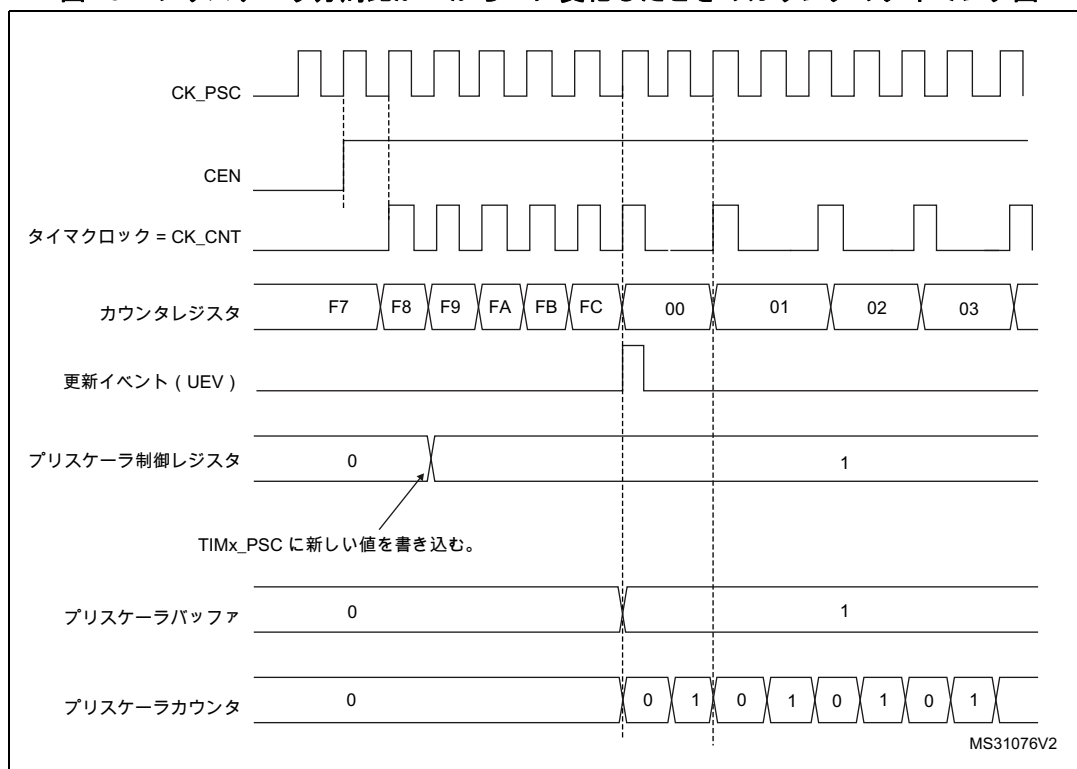 CK_PSC
CEN
タイマクロック = CK_CNT
カウンタレジスタ F7 F8 F9 FA FB FC 00 01 02 03
更新イベント ( UEV )
プリスケーラ制御レジスタ 0 1
TIMx_PSC に新しい値を書き込む。
プリスケーラバッファ 0 1
プリスケーラカウンタ 0 0 1 0 1 0 1 0 1
MS31076V2